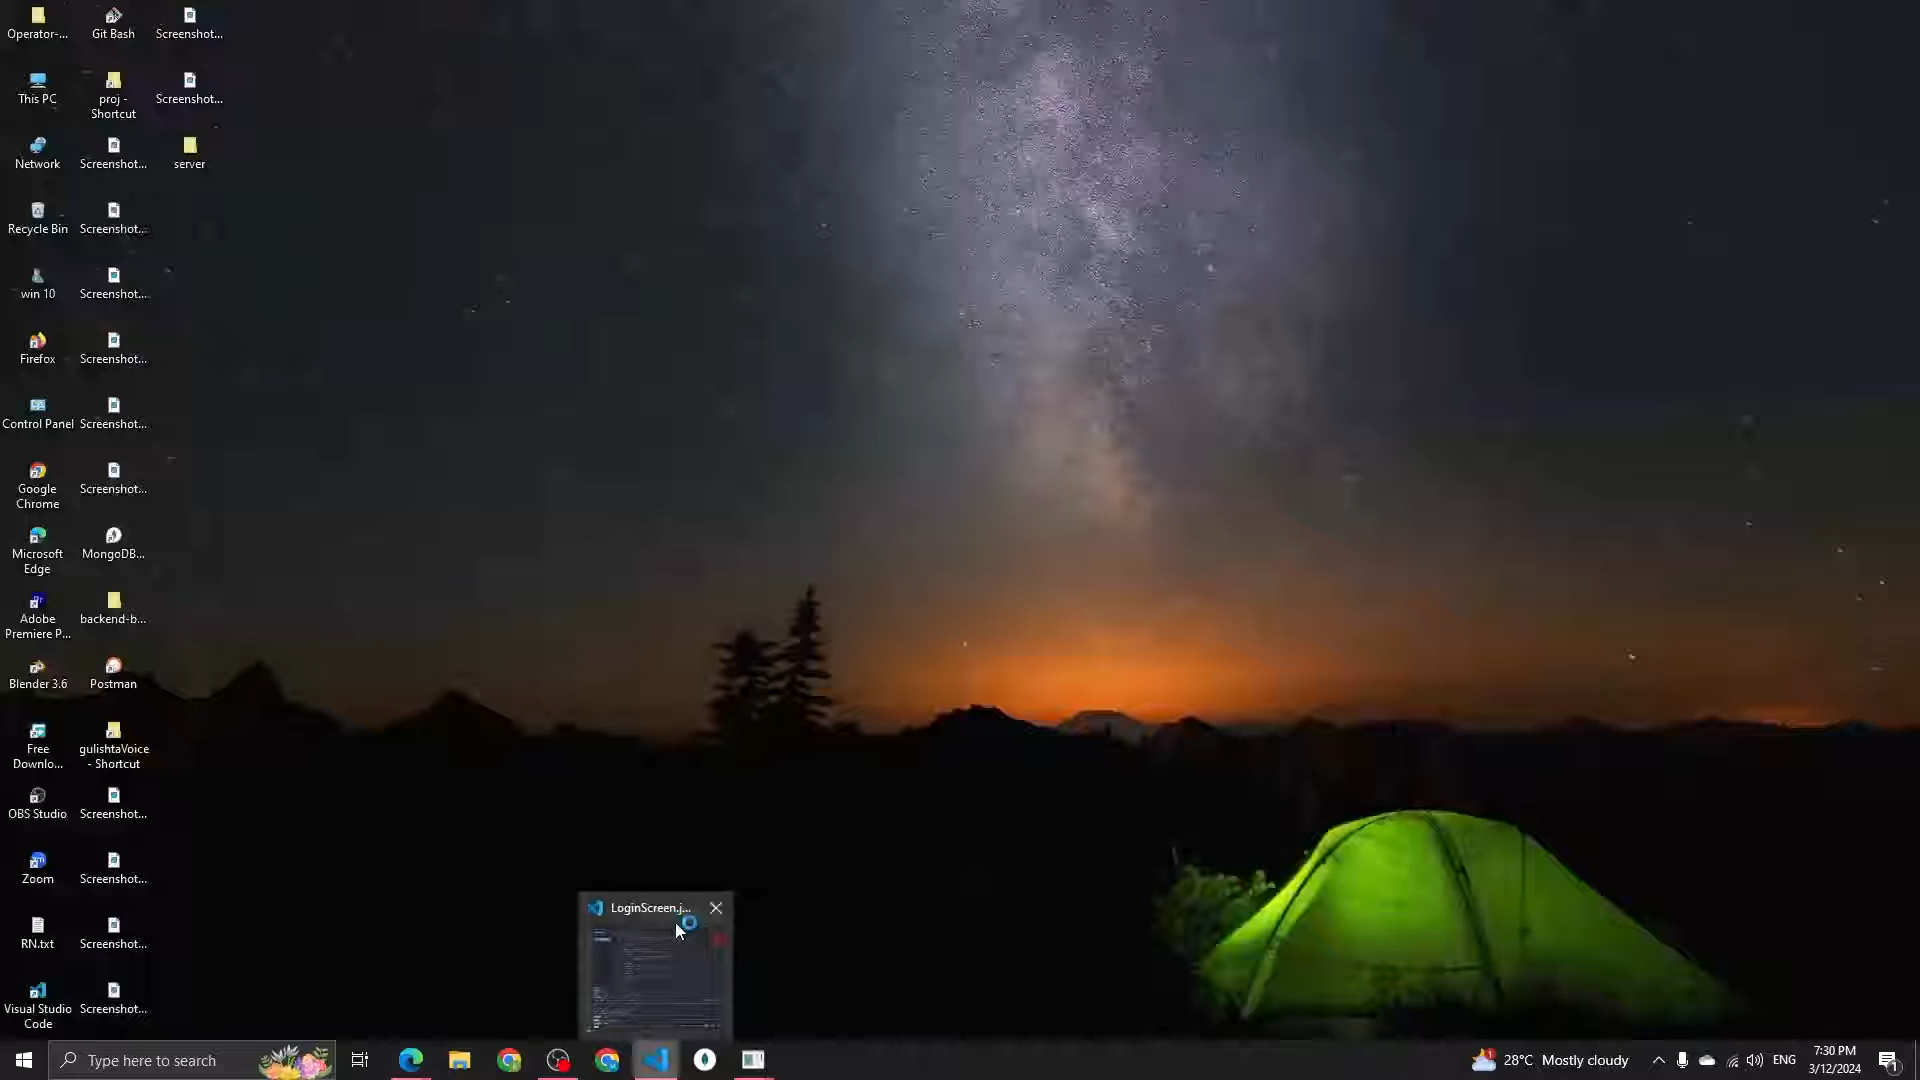 Operator-...
Git Bash
Screenshot...
This PC
proj -
Shortcut
Screenshot...
Network
Screenshot...
server
Recycle Bin
Screenshot...
win 10
Screenshot...
Firefox
Screenshot...
Control Panel
Screenshot...
Google
Chrome
Screenshot...
Microsoft
Edge
MongoDB...
Adobe
Premiere P...
backend-b...
Blender 3.6
Postman
Free
Downlo...
gulishtaVoice
- Shortcut
OBS Studio
Screenshot...
Zoom
Screenshot...
RN.txt
Screenshot...
Visual Studio
Code
Screenshot...
LoginScreen.j...
Type here to search
28°C Mostly cloudy
ENG
7:30 PM
3/12/2024